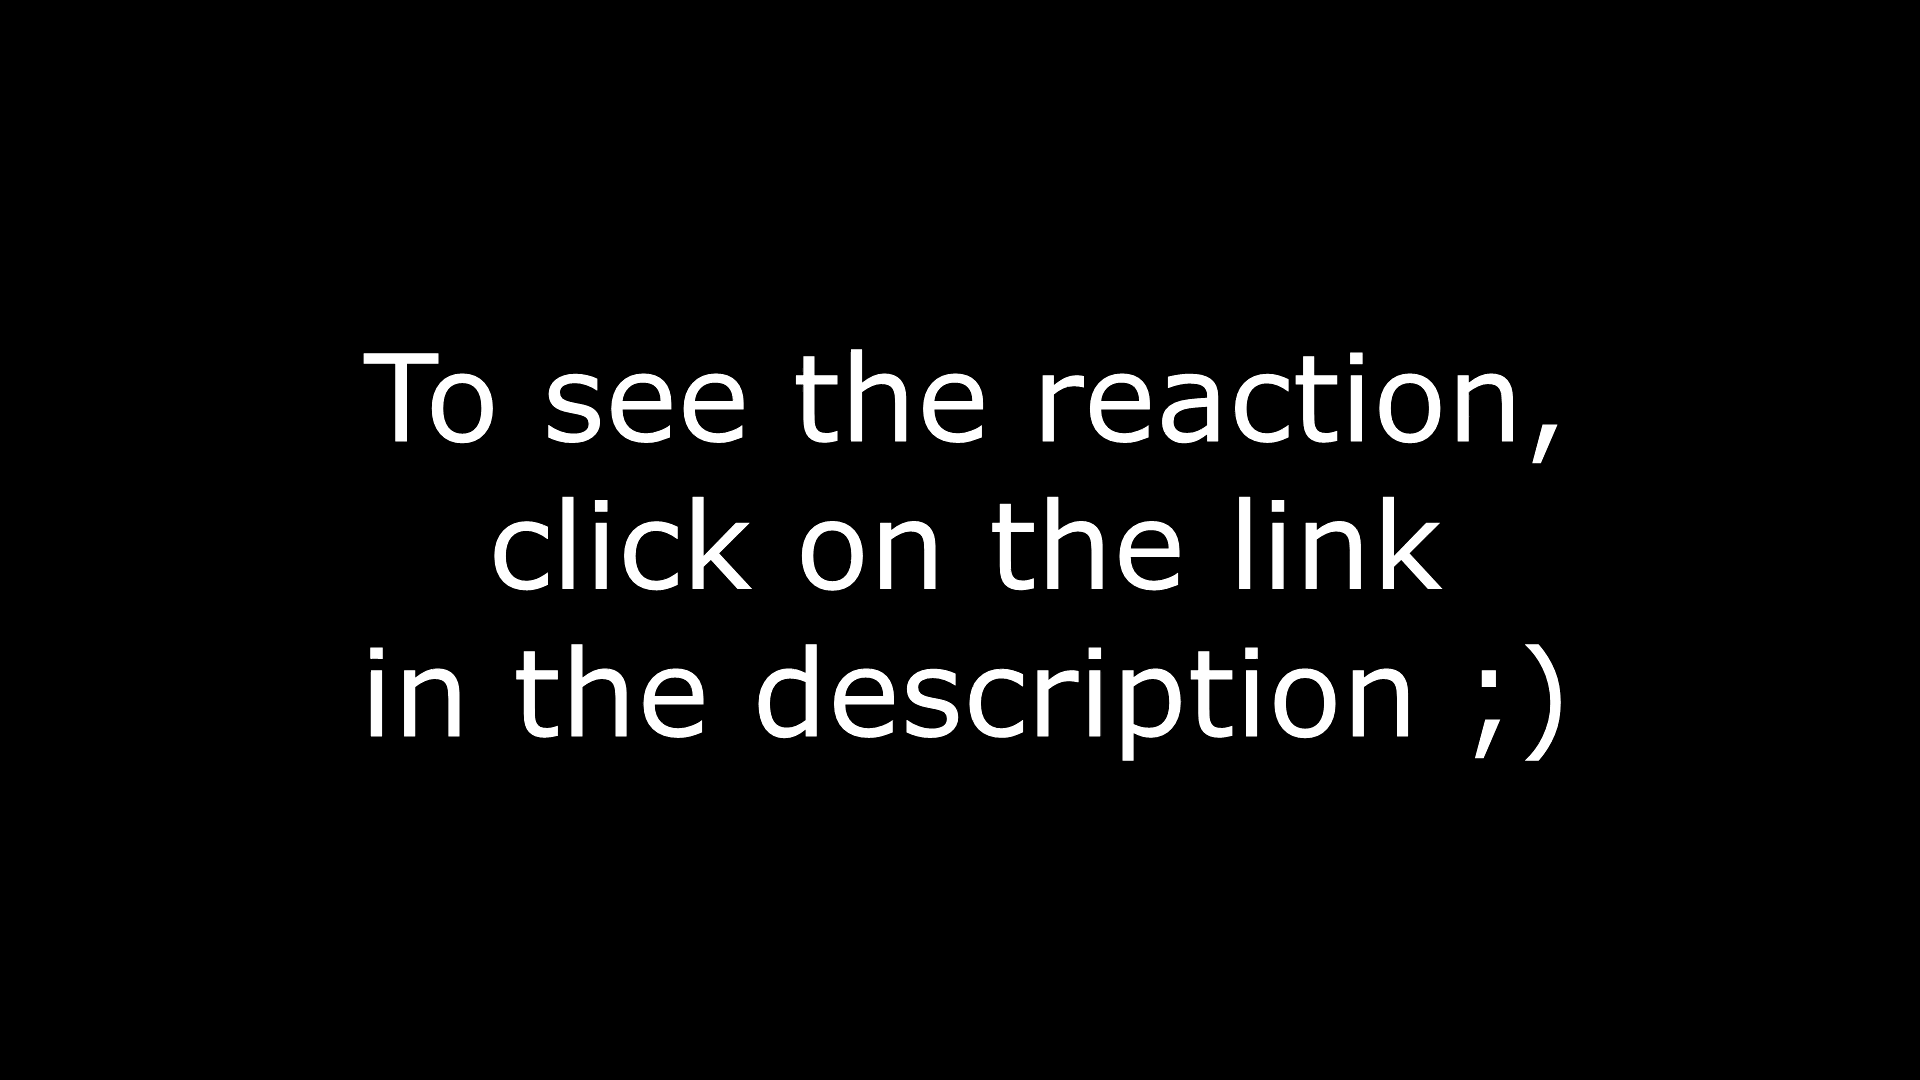 To see the reaction,
click on the link
in the description ;)